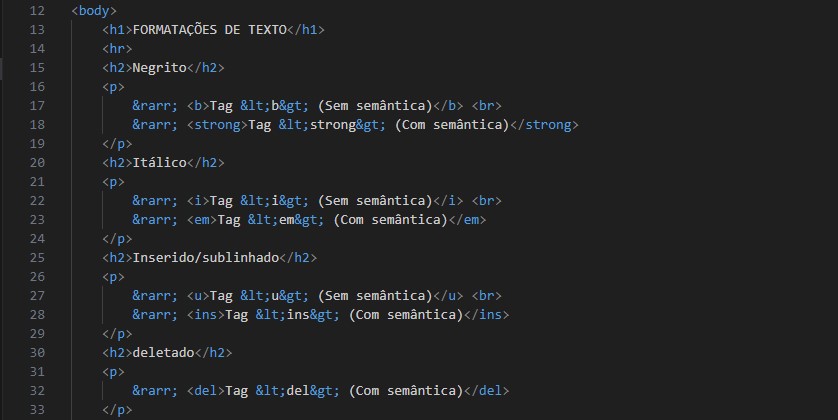 12 <body>
13 <h1>FORMATAÇÕES DE TEXTO</h1>
14 <hr>
15 <h2>Negrito</h2>
16 <p>
17 &rarr; <b>Tag &lt;b&gt; (Sem semântica)</b> <br>
18 &rarr; <strong>Tag &lt;strong&gt; (Com semântica)</strong>
19 </p>
20 <h2>Itálico</h2>
21 <p>
22 &rarr; <i>Tag &lt;i&gt; (Sem semântica)</i> <br>
23 &rarr; <em>Tag &lt;em&gt; (Com semântica)</em>
24 </p>
25 <h2>Inserido/sublinhado</h2>
26 <p>
27 &rarr; <u>Tag &lt;u&gt; (Sem semântica)</u> <br>
28 &rarr; <ins>Tag &lt;ins&gt; (Com semântica)</ins>
29 </p>
30 <h2>deletado</h2>
31 <p>
32 &rarr; <del>Tag &lt;del&gt; (Com semântica)</del>
33 </p>